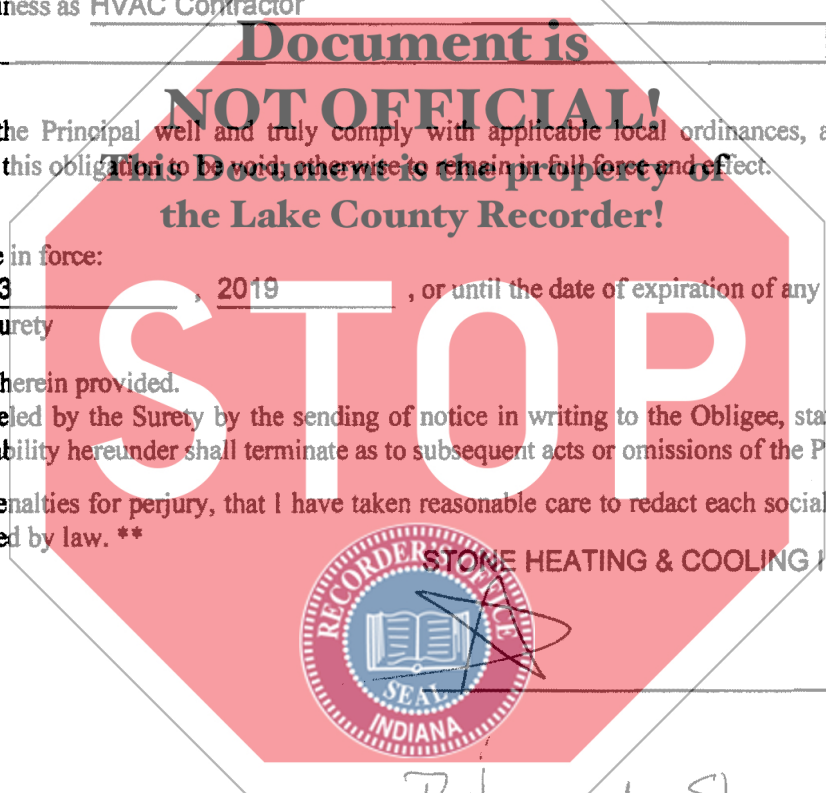 iness as HVAC Contractor
Document is
NOT OFFICIAL!
the Principal well and truly comply with applicable local ordinances, a
this obligation to be void; otherwise to remain in full force and effect.
This Document is the property of
the Lake County Recorder!
e in force:
3 , 2019 , or until the date of expiration of any
urety
STOP
herein provided.
eled by the Surety by the sending of notice in writing to the Obligee, sta
bility hereunder shall terminate as to subsequent acts or omissions of the P
enalties for perjury, that I have taken reasonable care to redact each social
ed by law. **
STONE HEATING & COOLING I
RECORDER'S OFFICE
SEAL
INDIANA